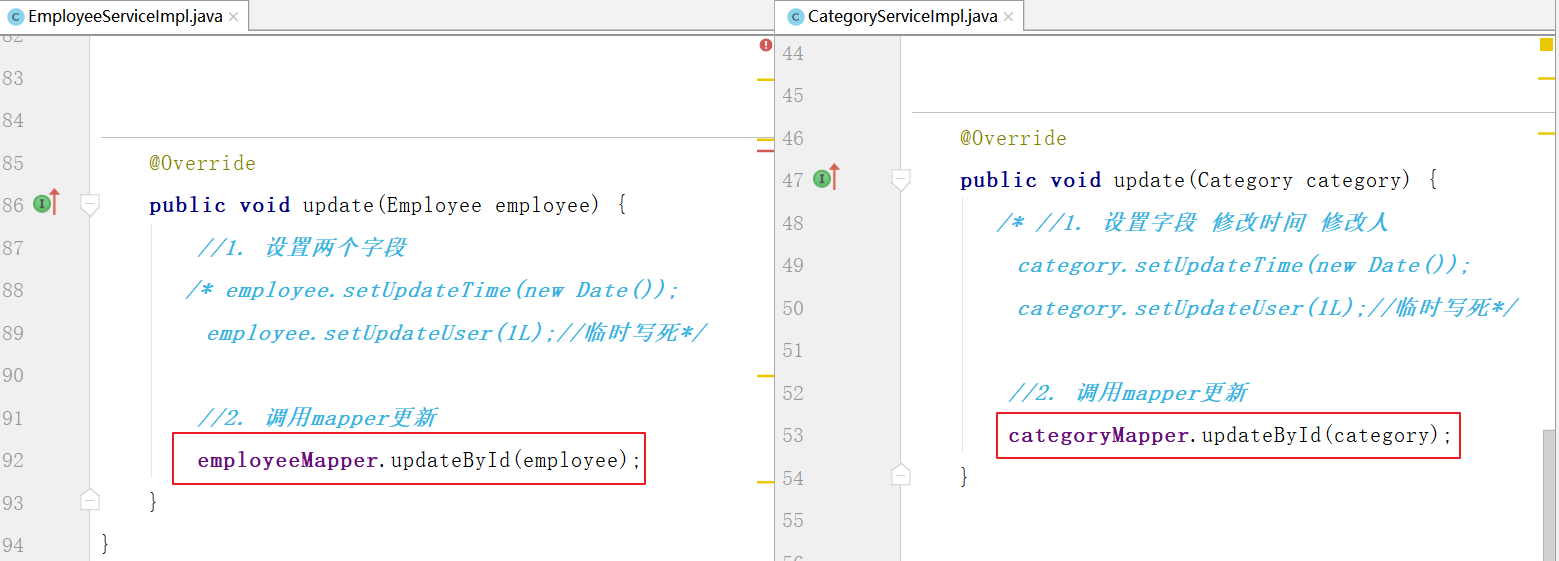 EmployeeServiceImpl.java
83
84
85 @Override
86 public void update(Employee employee) {
87 //1. 设置两个字段
88 /* employee.setUpdateTime(new Date());
89 employee.setUpdateUser(1L);//临时写死*/
90
91 //2. 调用mapper更新
92 employeeMapper.updateById(employee);
93 }
94 }
CategoryServiceImpl.java
44
45
46 @Override
47 public void update(Category category) {
48 /* //1. 设置字段 修改时间 修改人
49 category.setUpdateTime(new Date());
50 category.setUpdateUser(1L);//临时写死*/
51
52 //2. 调用mapper更新
53 categoryMapper.updateById(category);
54 }
55